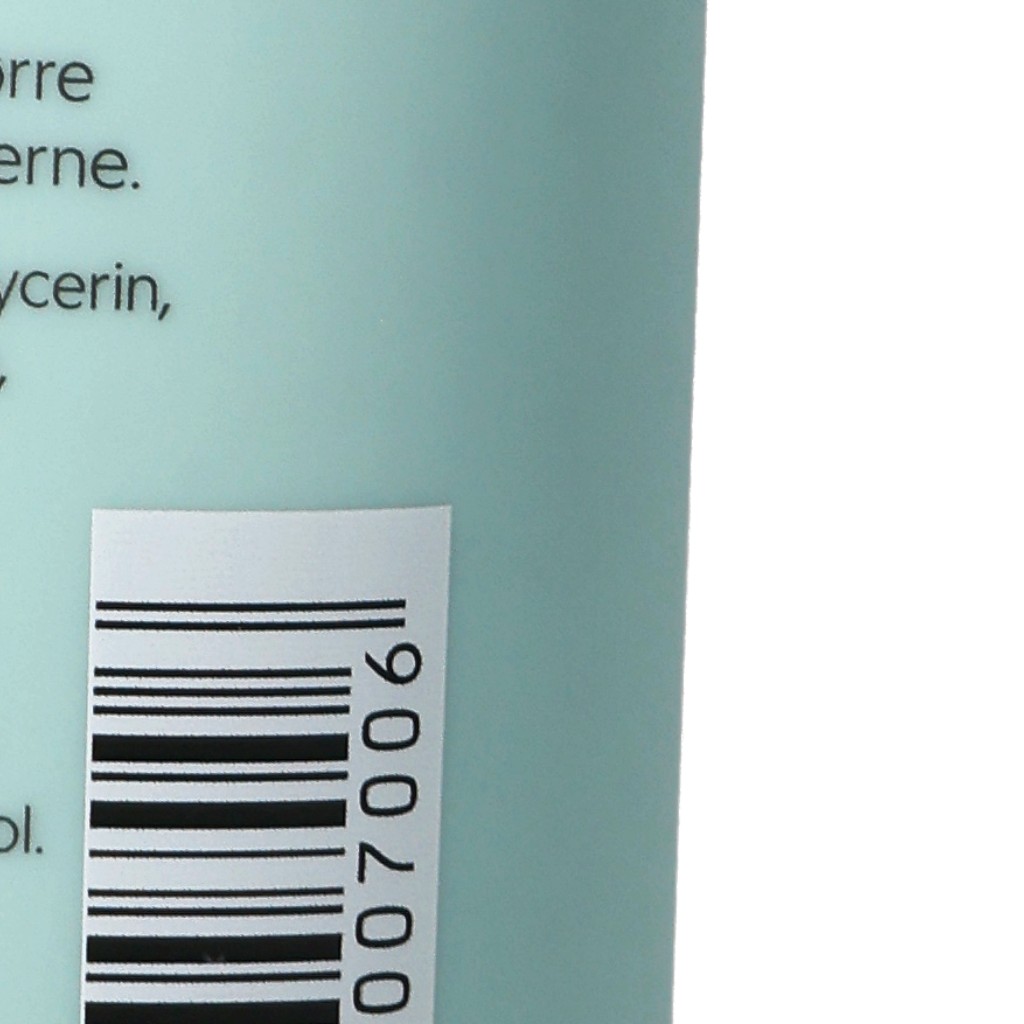 ørre
erne.
ycerin,
ol.
007006